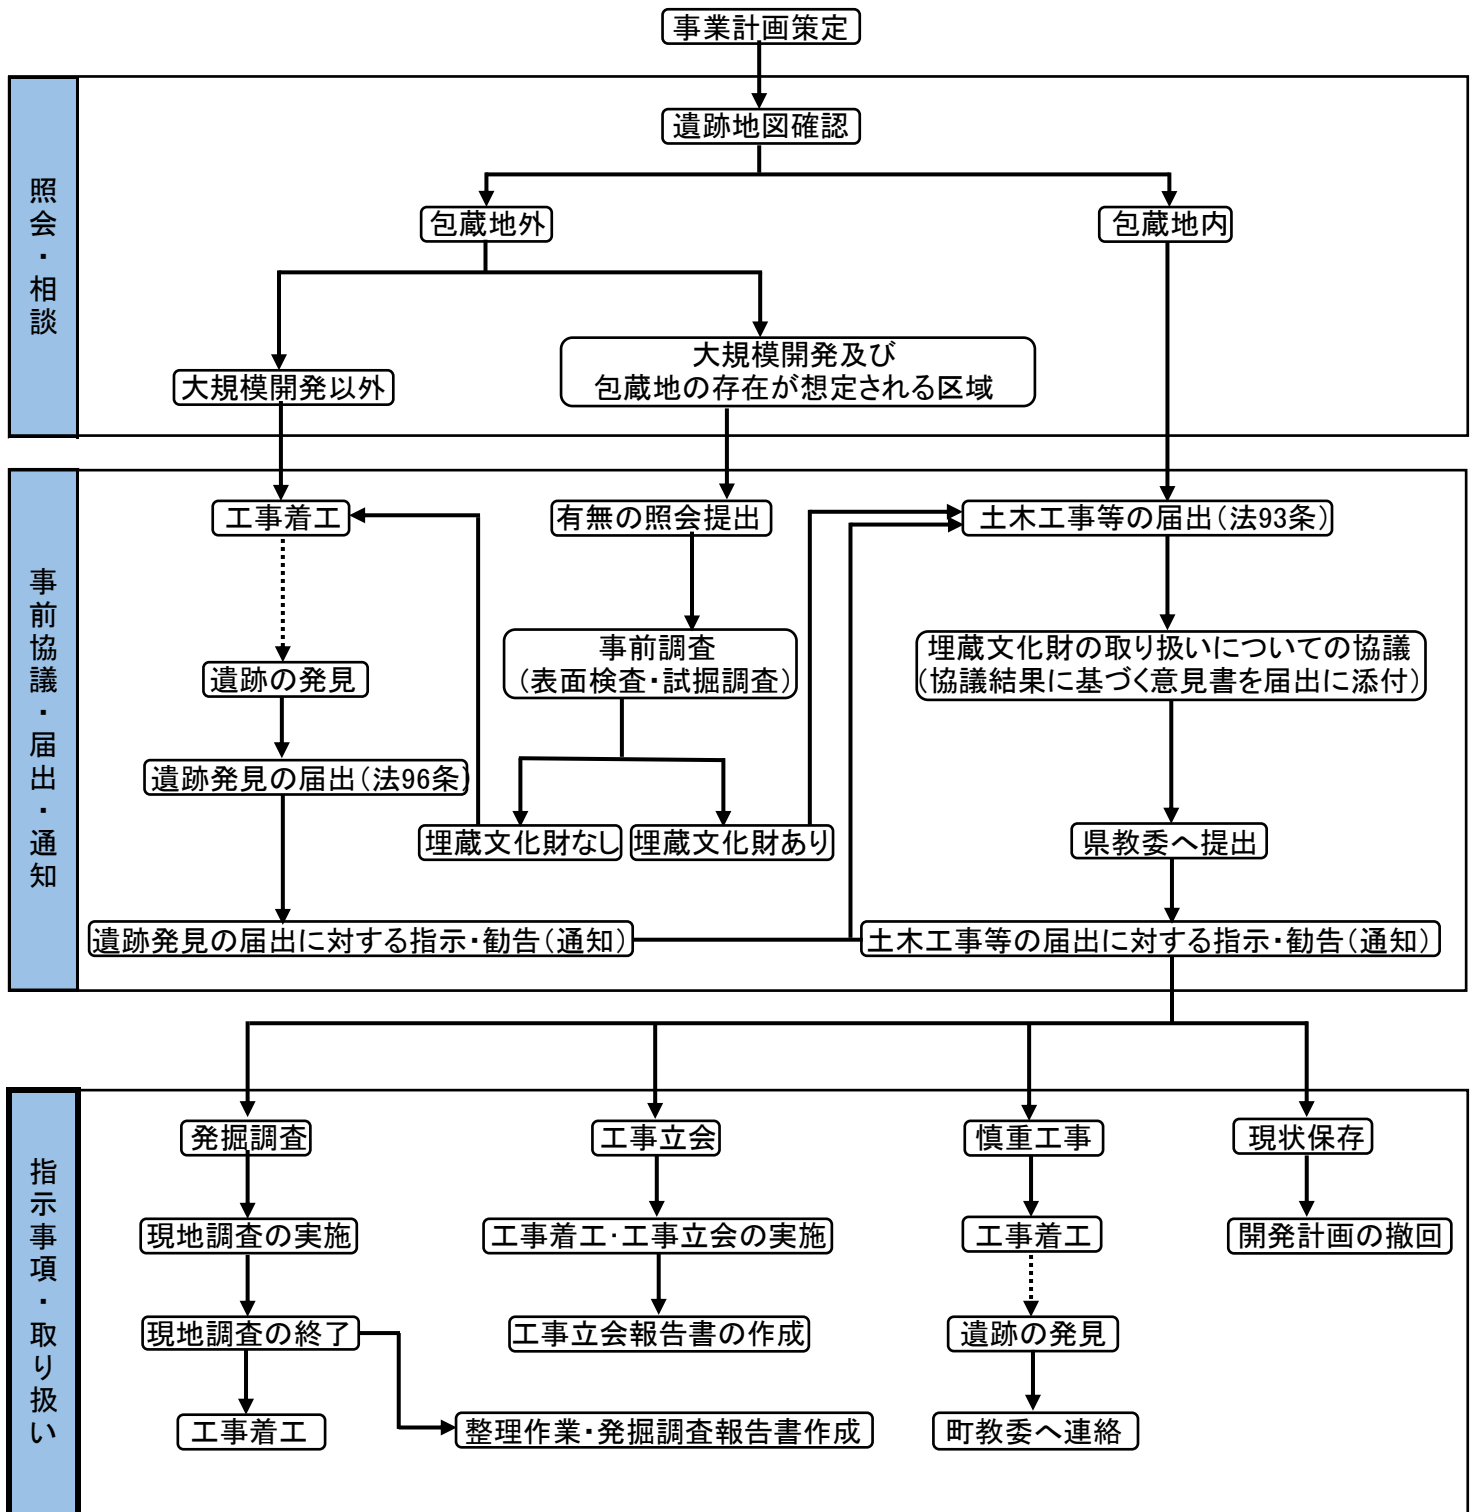 事業計画策定
照会・相談
遺跡地図確認
包蔵地外
包蔵地内
大規模開発以外
大規模開発及び
包蔵地の存在が想定される区域
事前協議・届出・通知
工事着工
有無の照会提出
土木工事等の届出(法93条)
遺跡の発見
事前調査
(表面検査・試掘調査)
埋蔵文化財の取り扱いについての協議
(協議結果に基づく意見書を届出に添付)
遺跡発見の届出(法96条)
埋蔵文化財なし
埋蔵文化財あり
県教委へ提出
遺跡発見の届出に対する指示・勧告(通知)
土木工事等の届出に対する指示・勧告(通知)
指示事項・取り扱い
発掘調査
工事立会
慎重工事
現状保存
現地調査の実施
工事着工・工事立会の実施
工事着工
開発計画の撤回
現地調査の終了
工事立会報告書の作成
遺跡の発見
工事着工
整理作業・発掘調査報告書作成
町教委へ連絡